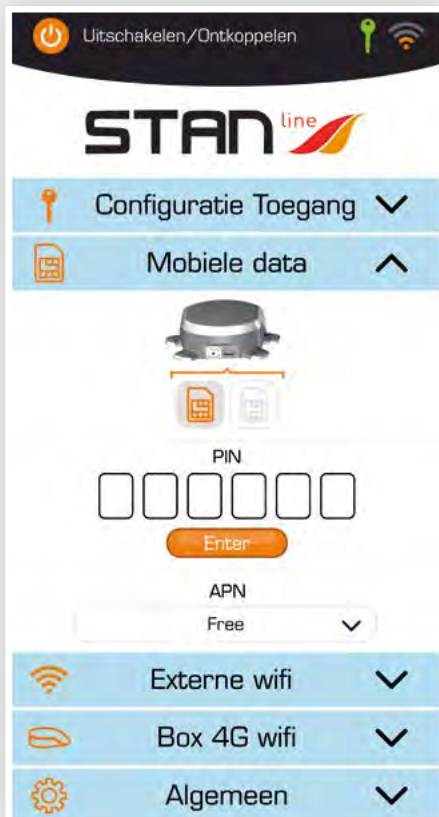 Uitschakelen/Ontkoppelen
STAN line
Configuratie Toegang
Mobiele data
PIN
Enter
APN
Free
Externe wifi
Box 4G wifi
Algemeen